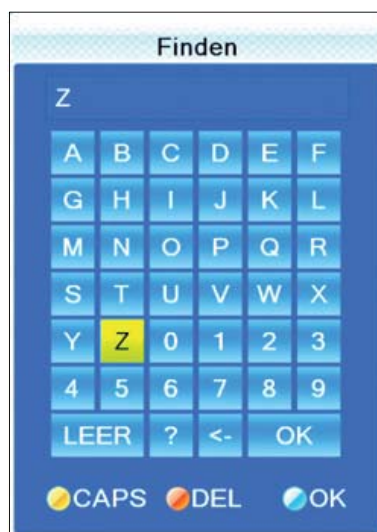 Finden
Z
A B C D E F
G H I J K L
M N O P Q R
S T U V W X
Y Z 0 1 2 3
4 5 6 7 8 9
LEER ? <- OK
CAPS DEL OK